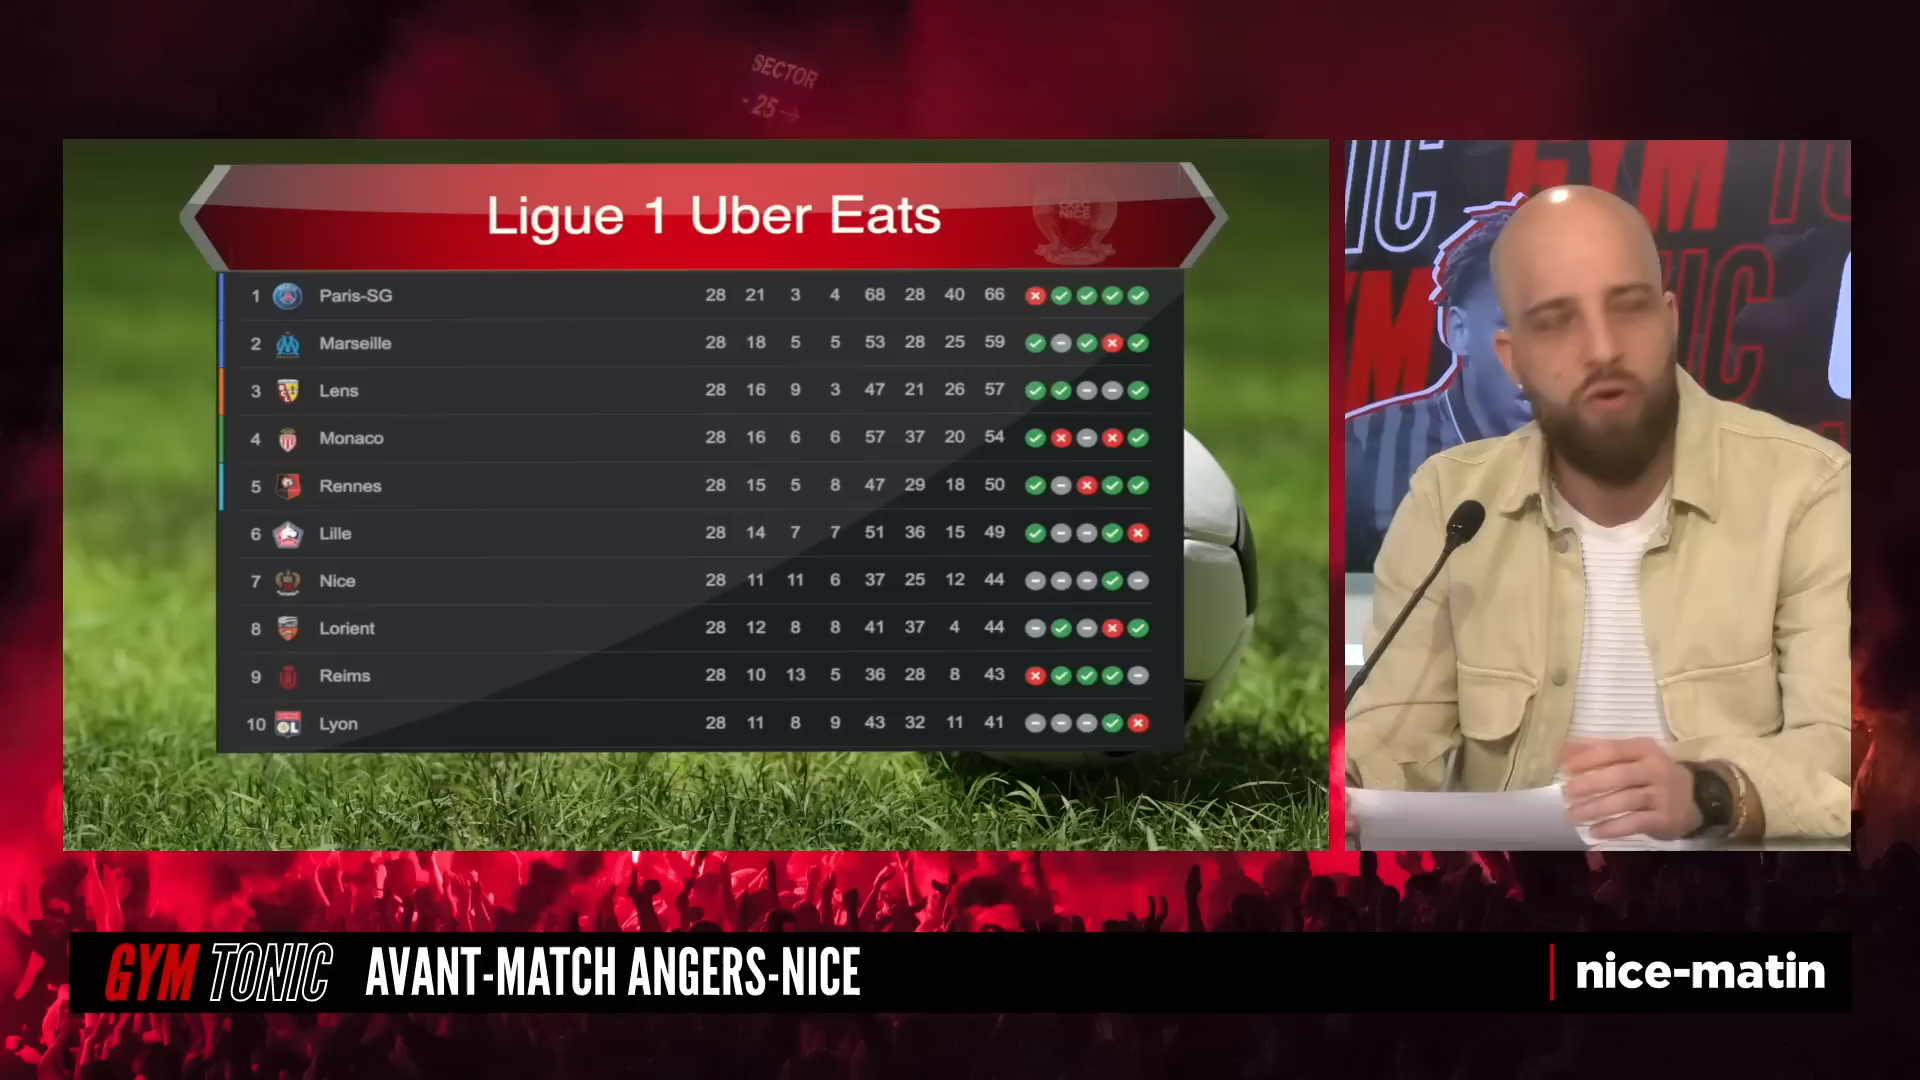 SECTOR
- 25 →
Ligue 1 Uber Eats
OGC
NICE
1 Paris-SG 28 21 3 4 68 28 40 66
2 Marseille 28 18 5 5 53 28 25 59
3 Lens 28 16 9 3 47 21 26 57
4 Monaco 28 16 6 6 57 37 20 54
5 Rennes 28 15 5 8 47 29 18 50
6 Lille 28 14 7 7 51 36 15 49
7 Nice 28 11 11 6 37 25 12 44
8 Lorient 28 12 8 8 41 37 4 44
9 Reims 28 10 13 5 36 28 8 43
10 OL Lyon 28 11 8 9 43 32 11 41
GYM
GYM TONIC AVANT-MATCH ANGERS-NICE
nice-matin